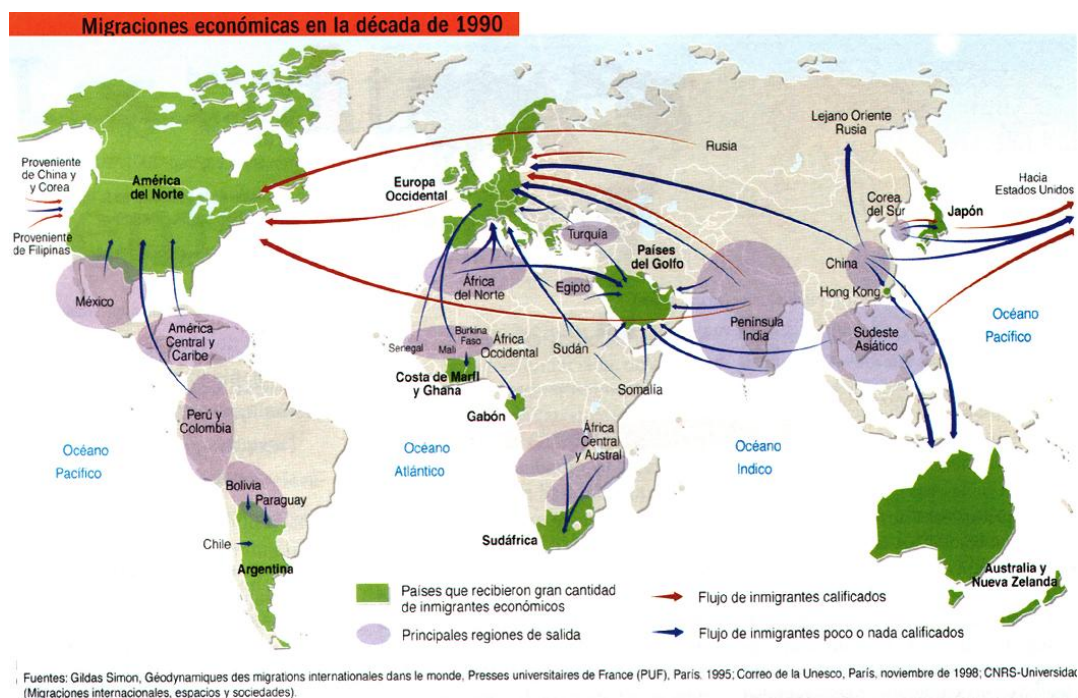 Migraciones económicas en la década de 1990
Proveniente
de China y
y Corea
Proveniente
de Filipinas
América
del Norte
México
América
Central y
Caribe
Perú y
Colombia
Bolivia
Paraguay
Chile
Argentina
Océano
Pacífico
Europa
Occidental
África
del Norte
Senegal
Mali
Burkina
Faso
África
Occidental
Costa de Marfil
y Ghana
Gabón
Océano
Atlántico
Turquía
Egipto
Países
del Golfo
Sudán
Somalía
África
Central
y Austral
Sudáfrica
Rusia
Península
India
Océano
Indico
Lejano Oriente
Rusia
Corea
del Sur
Japón
China
Hong Kong
Sudeste
Asiático
Hacia
Estados Unidos
Océano
Pacífico
Australia y
Nueva Zelanda
Países que recibieron gran cantidad
de inmigrantes económicos
Principales regiones de salida
Flujo de inmigrantes calificados
Flujo de inmigrantes poco o nada calificados
Fuentes: Gildas Simon, Géodynamiques des migrations internationales dans le monde, Presses universitaires de France (PUF), París, 1995; Correo de la Unesco, París, noviembre de 1998; CNRS-Universidad
(Migraciones internacionales, espacios y sociedades).